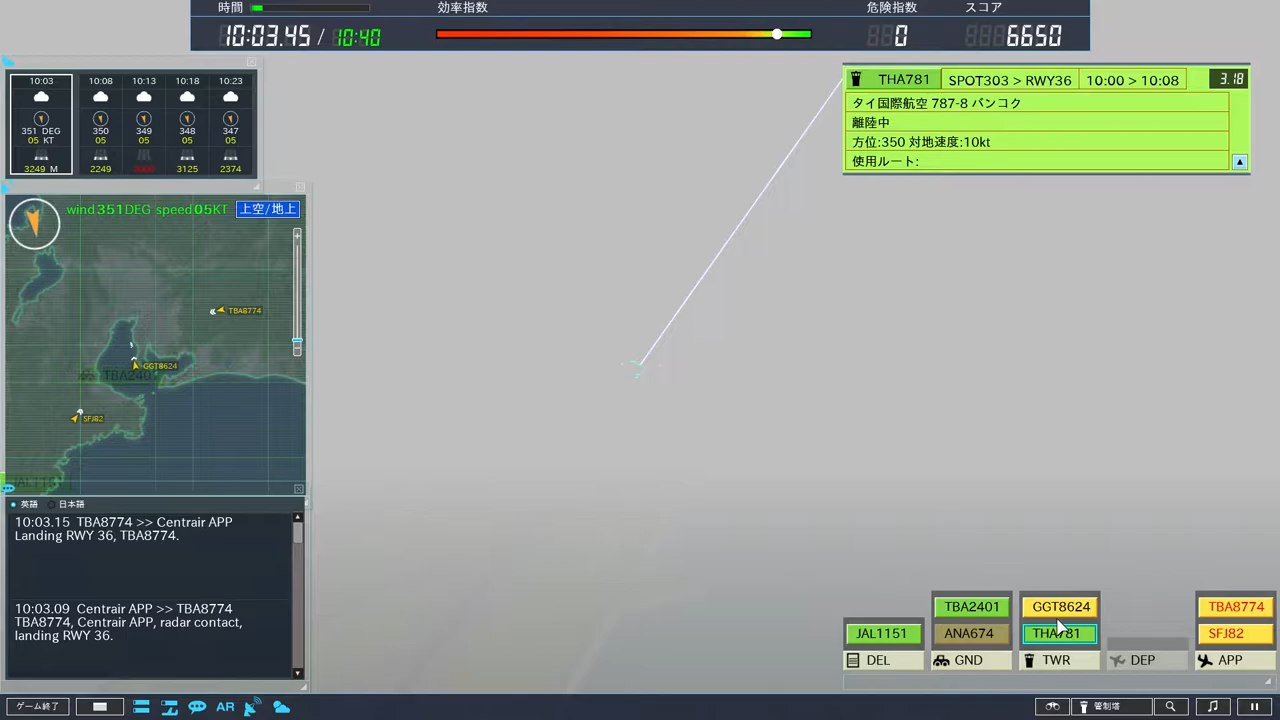 時間
効率指数
危険指数
スコア
10:03.45 / 10:40
0
6650
10:03
10:08
10:13
10:18
10:23
351 DEG
350
349
348
347
05 KT
05
05
05
05
3249 M
2249
3125
2374
THA781
SPOT303 > RWY36
10:00 > 10:08
3.18
タイ国際航空 787-8 バンコク
離陸中
方位:350 対地速度:10kt
使用ルート:
wind 351DEG speed 05KT
上空/地上
TBA8774
GGT8624
TBA2401
SFJ82
JAL1151
英語
日本語
10:03.15 TBA8774 >> Centrair APP
Landing RWY 36, TBA8774.
10:03.09 Centrair APP >> TBA8774
TBA8774, Centrair APP, radar contact,
landing RWY 36.
TBA2401
GGT8624
TBA8774
JAL1151
ANA674
THA781
SFJ82
DEL
GND
TWR
DEP
APP
ゲーム終了
AR
管制塔